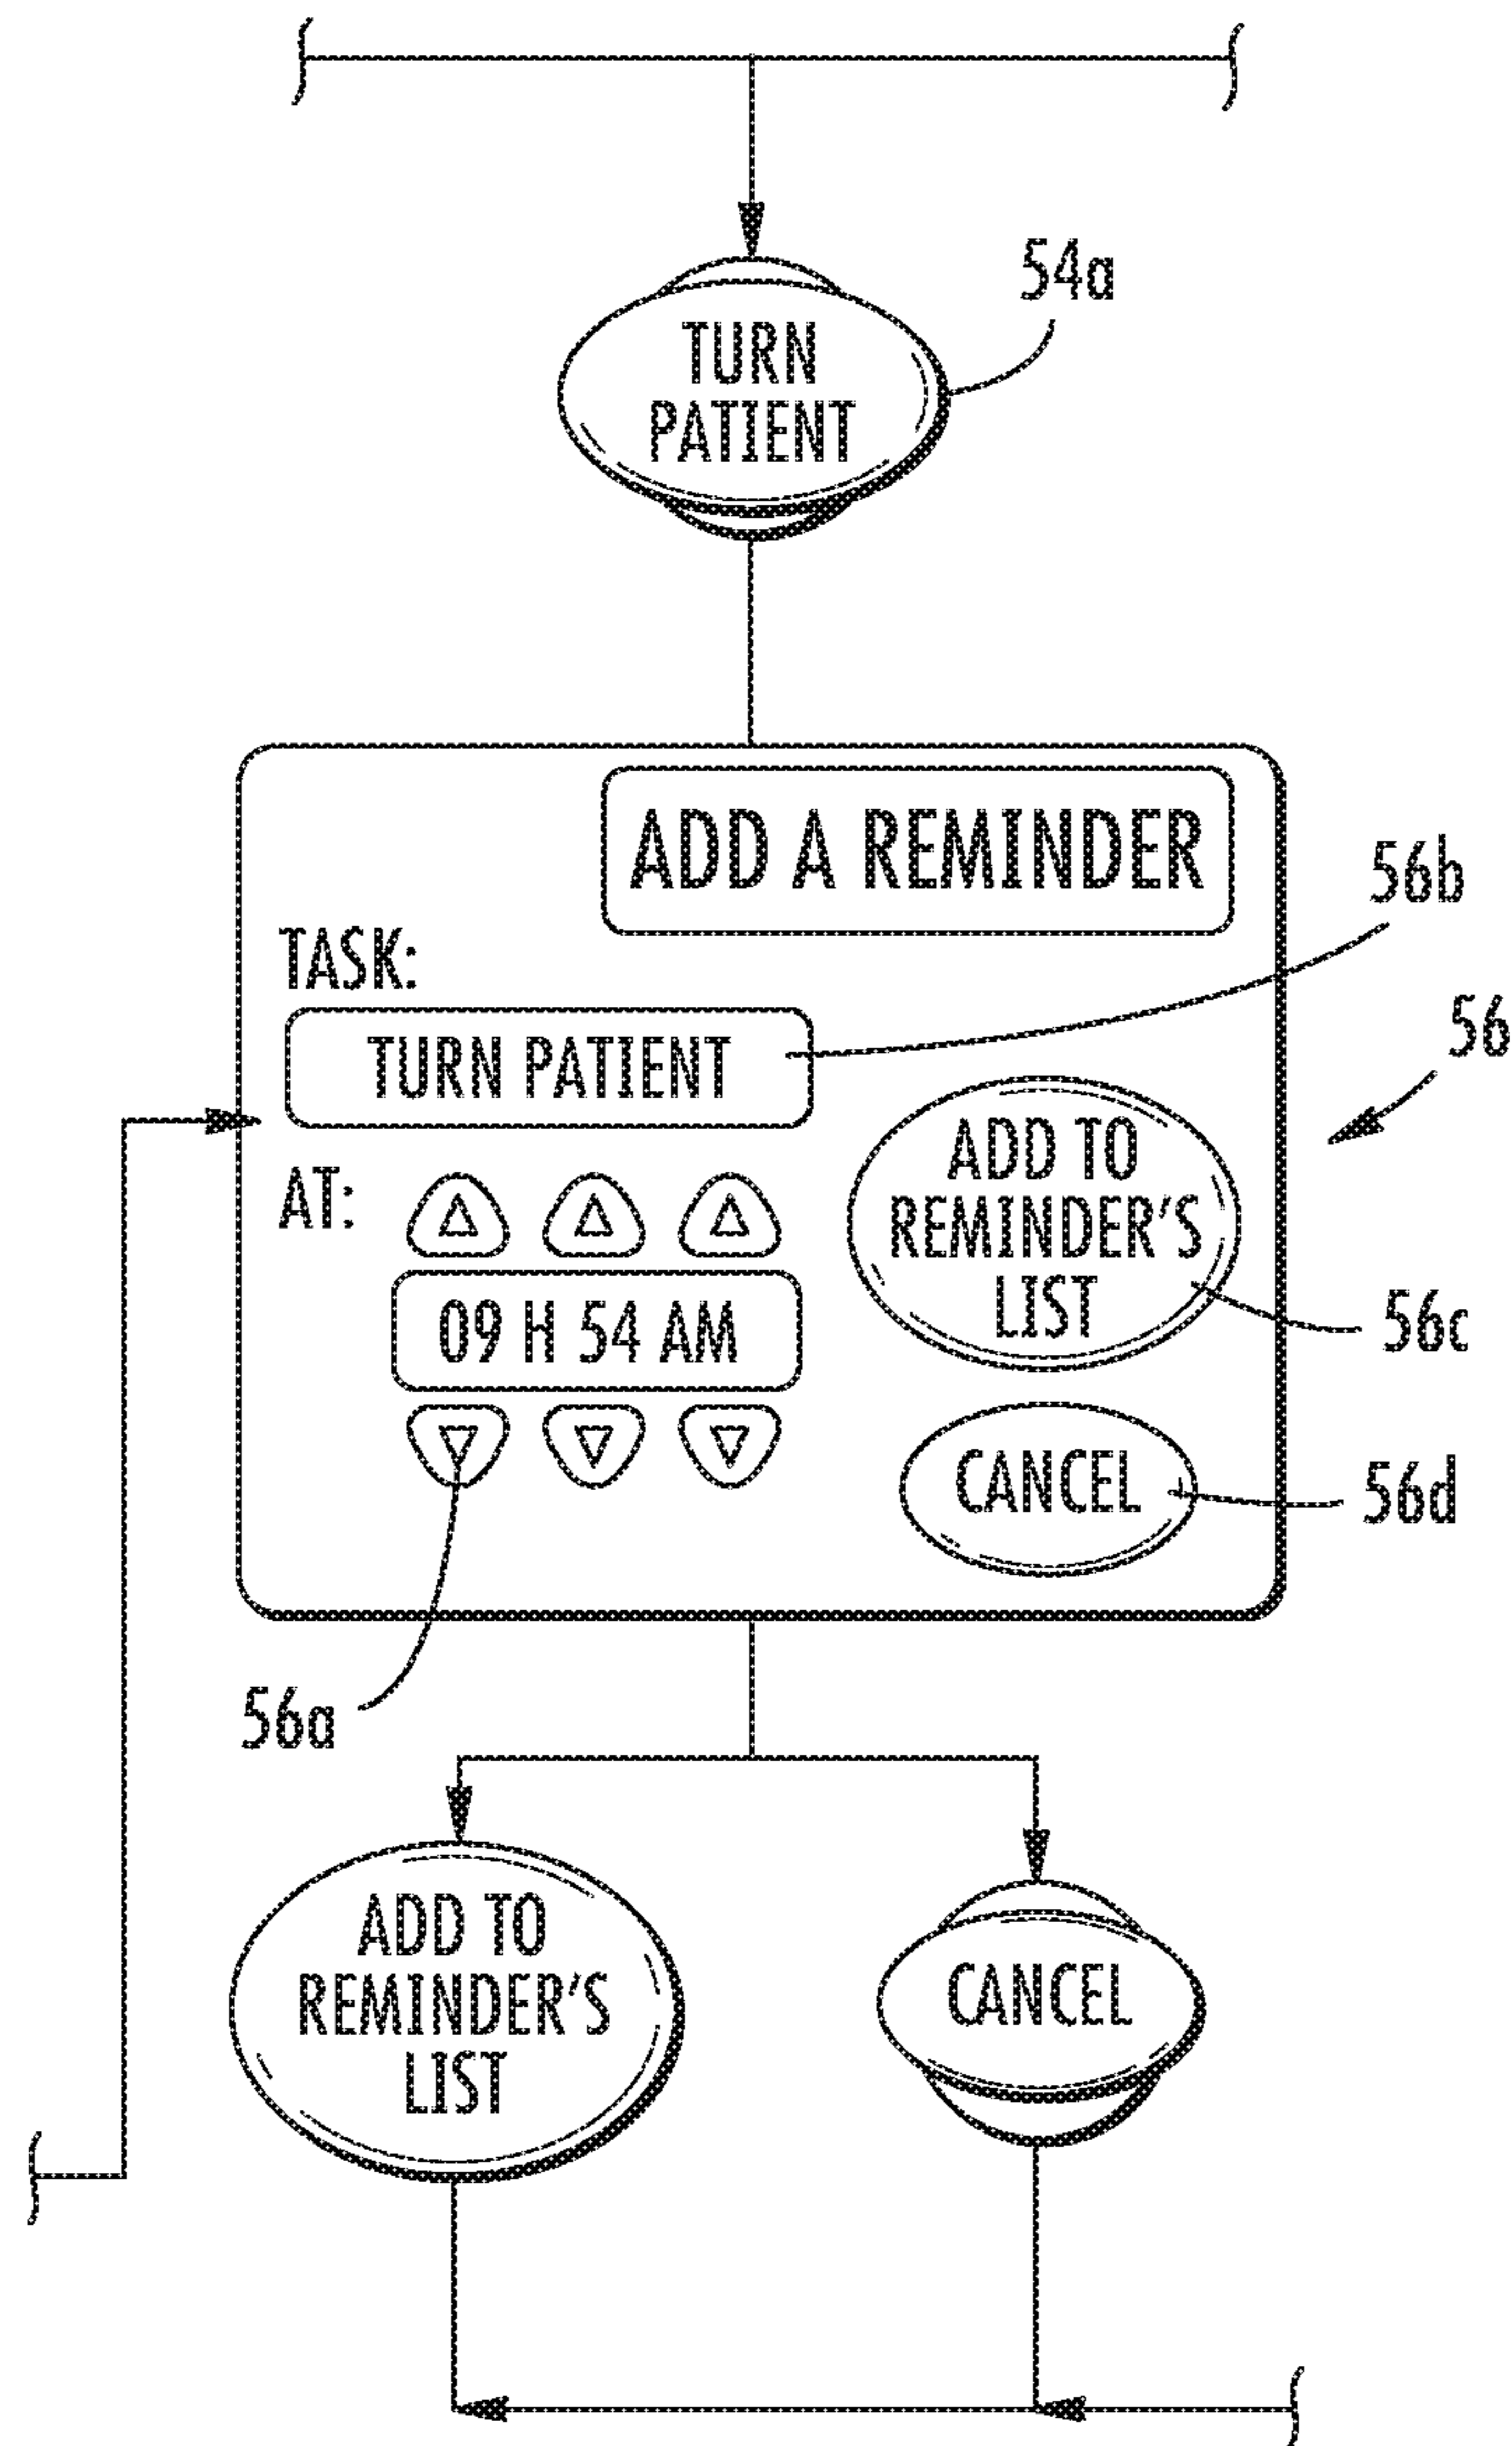 54a
TURN
PATIENT
ADD A REMINDER
56b
TASK:
56
TURN PATIENT
ADD TO
REMINDER'S
LIST
AT:
09 H 54 AM
56c
CANCEL
56d
56a
ADD TO
REMINDER'S
LIST
CANCEL